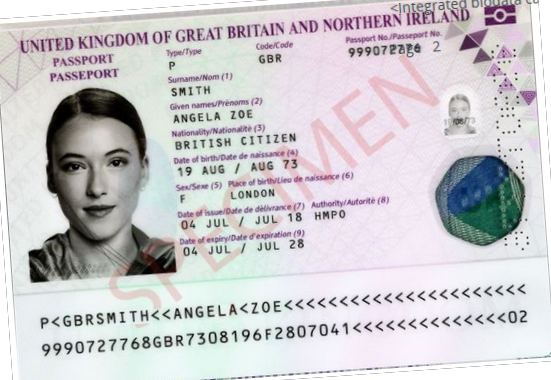 <Integrated biodata ca
UNITED KINGDOM OF GREAT BRITAIN AND NORTHERN IRELAND
PASSPORT
PASSEPORT
Type/Type Code/Code Passport No./Passeport No.
P GBR
Page 2
Surname/Nom (1)
SMITH
Given names/Prénoms (2)
ANGELA ZOE
Nationality/Nationalité (3)
BRITISH CITIZEN
Date of birth/Date de naissance (4)
19 AUG / AUG 73
Sex/Sexe (5) Place of birth/Lieu de naissance (6)
F LONDON
Date of issue/Date de délivrance (7) Authority/Autorité (8)
04 JUL / JUL 18 HMPO
Date of expiry/Date d'expiration (9)
04 JUL / JUL 28
SPECIMEN
P<GBRSMITH<<ANGELA<ZOE<<<<<<<<<<<<<<<<<<<<<<
9990727768GBR7308196F2807041<<<<<<<<<<<<<<02